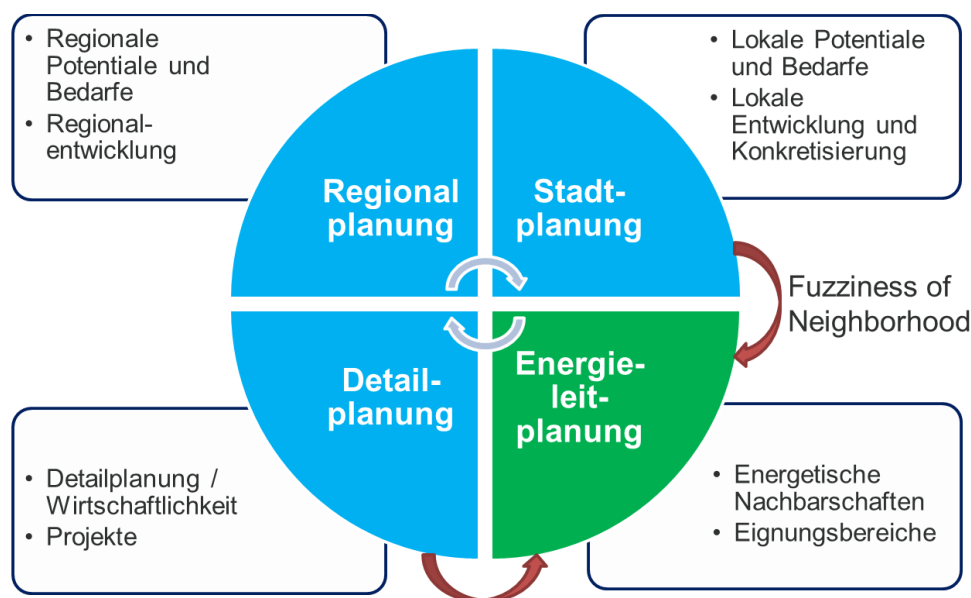 • Regionale
Potentiale und
Bedarfe
• Regional-
entwicklung
• Lokale Potentiale
und Bedarfe
• Lokale
Entwicklung und
Konkretisierung
Regional
planung
Stadt-
planung
Fuzziness of
Neighborhood
Detail-
planung
Energie-
leit-
planung
• Detailplanung /
Wirtschaftlichkeit
• Projekte
• Energetische
Nachbarschaften
• Eignungsbereiche